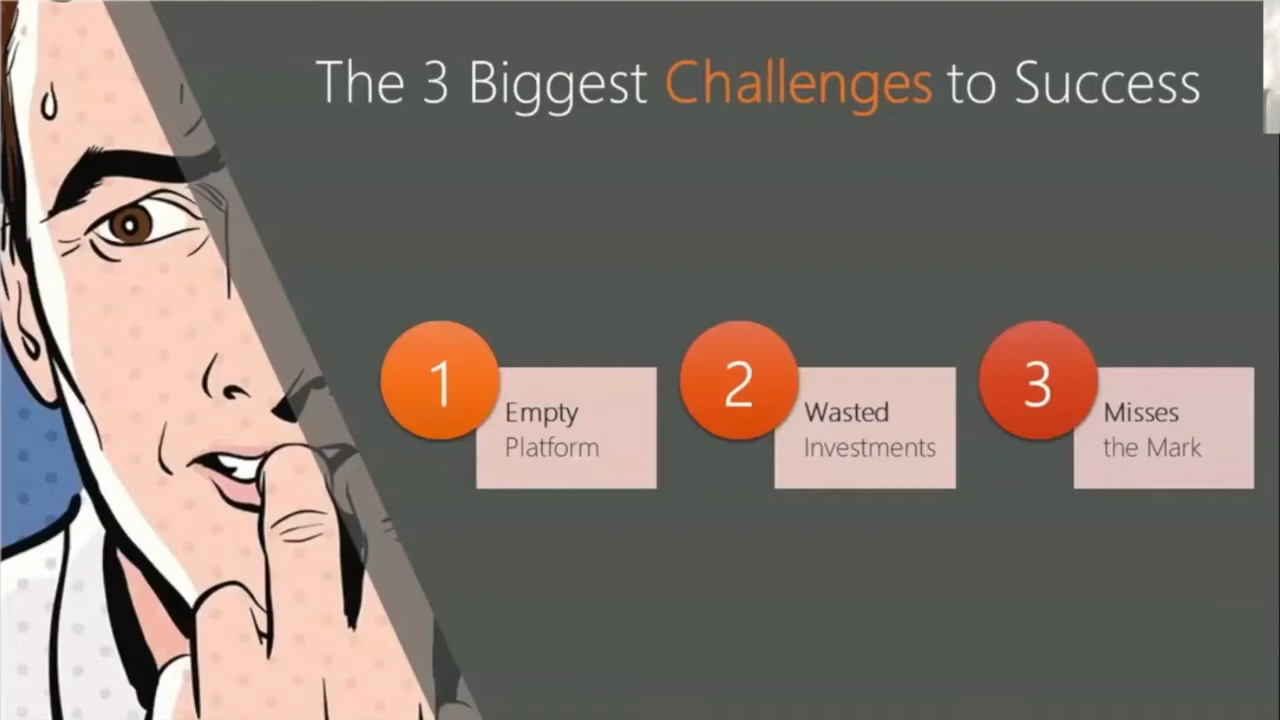 The 3 Biggest Challenges to Success
1
Empty
Platform
2
Wasted
Investments
3
Misses
the Mark